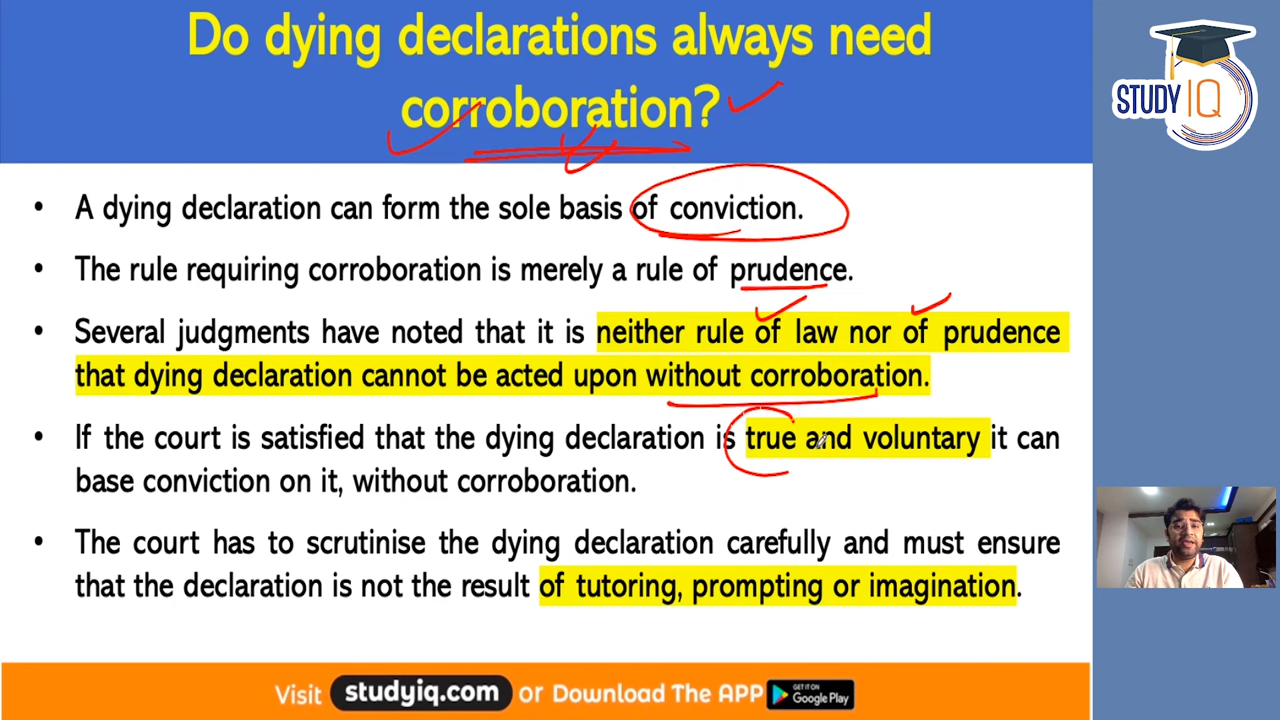 Do dying declarations always need
corroboration?
STUDY IQ
• A dying declaration can form the sole basis of conviction.
• The rule requiring corroboration is merely a rule of prudence.
• Several judgments have noted that it is neither rule of law nor of prudence
that dying declaration cannot be acted upon without corroboration.
• If the court is satisfied that the dying declaration is true and voluntary it can
base conviction on it, without corroboration.
• The court has to scrutinise the dying declaration carefully and must ensure
that the declaration is not the result of tutoring, prompting or imagination.
Visit studyiq.com or Download The APP GET IT ON Google Play